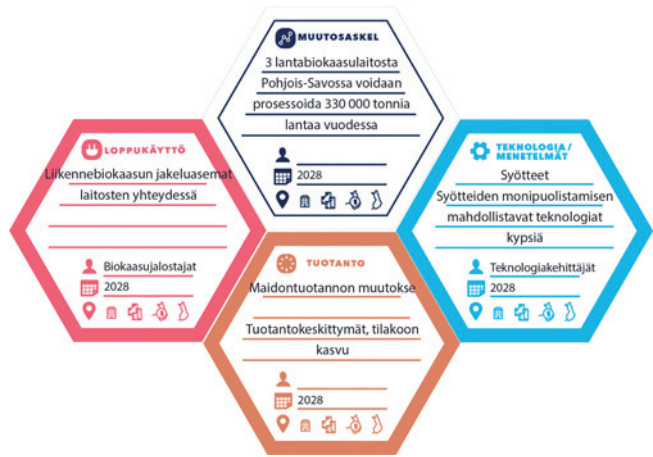 MUUTOSASKEL
3 lantabiokaasulaitosta
Pohjois-Savossa voidaan
prosessoida 330 000 tonnia
lantaa vuodessa
2028
LOPPUKÄYTTÖ
Liikennebiokaasun jakeluasemat
laitosten yhteydessä
Biokaasujalostajat
2028
TEKNOLOGIA/
MENETELMÄT
Syötteet
Syötteiden monipuolistamisen
mahdollistavat teknologiat
kypsiä
Teknologiakehittäjät
2028
TUOTANTO
Maidontuotannon muutokse
Tuotantokeskittymät, tilakoon
kasvu
2028